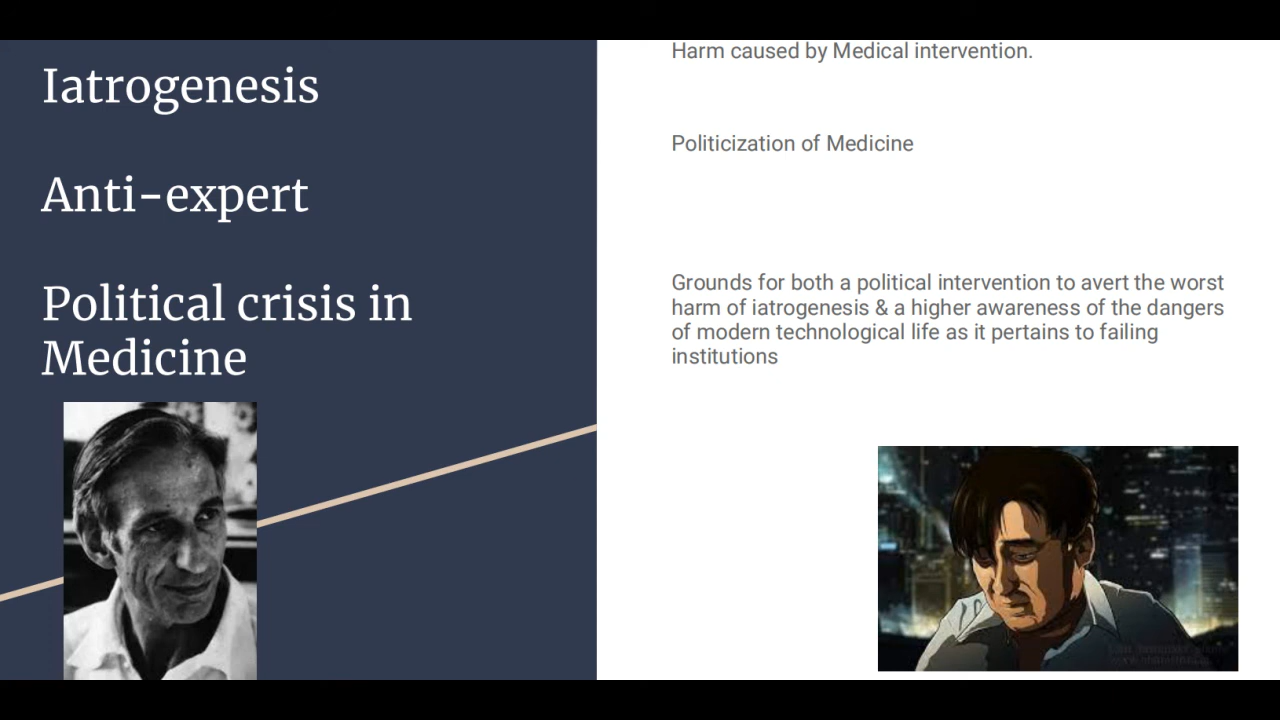 Iatrogenesis
Anti-expert
Political crisis in
Medicine
Harm caused by Medical intervention.
Politicization of Medicine
Grounds for both a political intervention to avert the worst
harm of iatrogenesis & a higher awareness of the dangers
of modern technological life as it pertains to failing
institutions